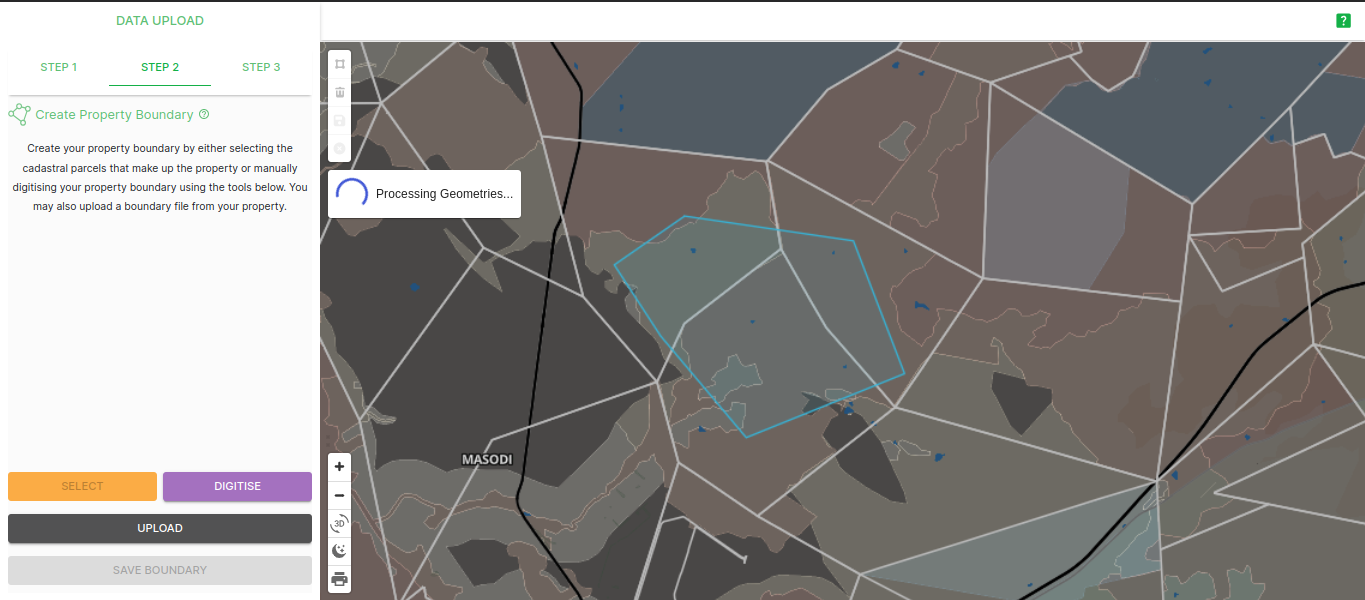 DATA UPLOAD
?
STEP 1
STEP 2
STEP 3
Create Property Boundary ?
Create your property boundary by either selecting the
cadastral parcels that make up the property or manually
digitising your property boundary using the tools below. You
may also upload a boundary file from your property.
Processing Geometries...
MASODI
SELECT
DIGITISE
UPLOAD
SAVE BOUNDARY
+
−
3D